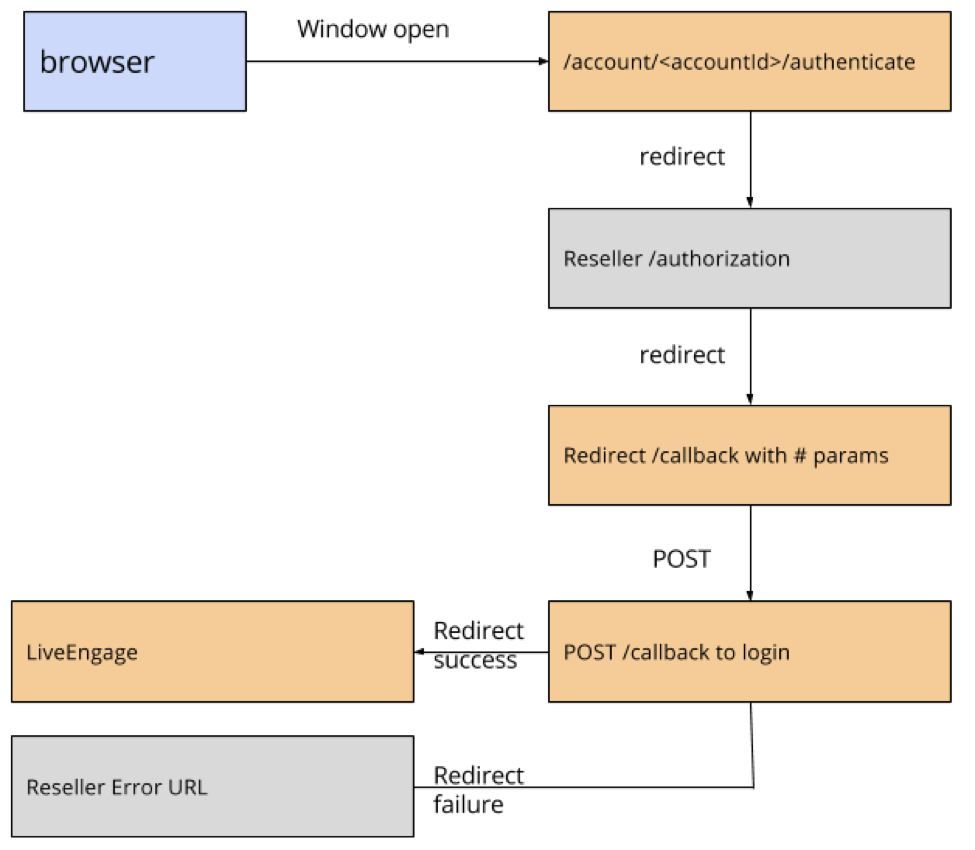 Window open
browser
/account/<accountId>/authenticate
redirect
Reseller /authorization
redirect
Redirect /callback with # params
POST
Redirect
success
LiveEngage
POST /callback to login
Redirect
failure
Reseller Error URL